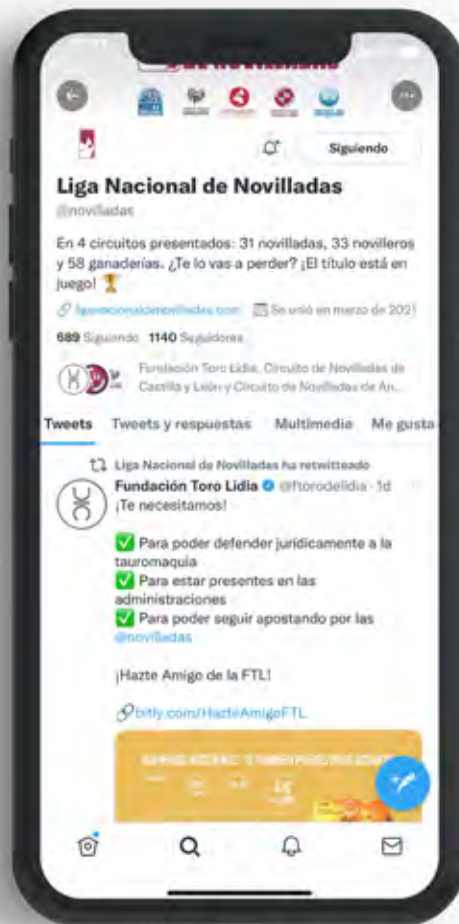 Siguiendo
Liga Nacional de Novilladas
@novilladas
En 4 circuitos presentados: 31 novilladas, 33 novilleros
y 58 ganaderías. ¿Te lo vas a perder? ¡El título está en
juego! 🏆
liganacionaldenovilladas.com Se unió en marzo de 2021
689 Siguiendo 1140 Seguidores
Fundación Toro Lidia, Circuito de Novilladas de
Castilla y León y Circuito de Novilladas de An...
Tweets Tweets y respuestas Multimedia Me gusta
Liga Nacional de Novilladas ha retwitteado
Fundación Toro Lidia @ftorodelidia · 1d
¡Te necesitamos!
✅ Para poder defender jurídicamente a la
tauromaquia
✅ Para estar presentes en las
administraciones
✅ Para poder seguir apostando por las
@novilladas
¡Hazte Amigo de la FTL!
bitly.com/HazteAmigoFTL